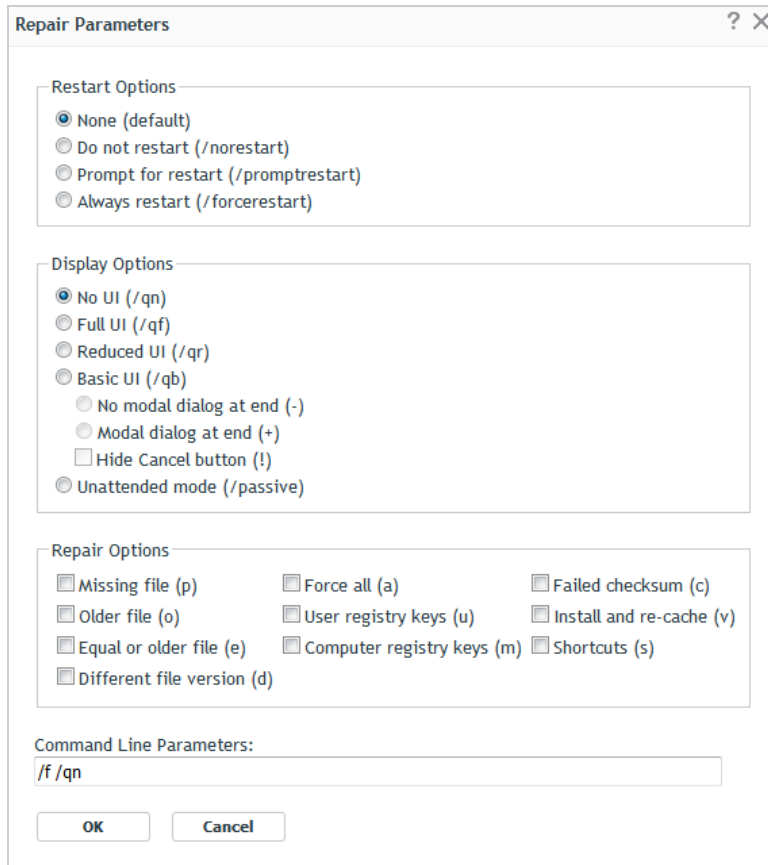 Repair Parameters ?
Restart Options
None (default)
Do not restart (/norestart)
Prompt for restart (/promptrestart)
Always restart (/forcerestart)
Display Options
No UI (/qn)
Full UI (/qf)
Reduced UI (/qr)
Basic UI (/qb)
No modal dialog at end (-)
Modal dialog at end (+)
Hide Cancel button (!)
Unattended mode (/passive)
Repair Options
Missing file (p) Force all (a) Failed checksum (c)
Older file (o) User registry keys (u) Install and re-cache (v)
Equal or older file (e) Computer registry keys (m) Shortcuts (s)
Different file version (d)
Command Line Parameters:
/f /qn
OK Cancel